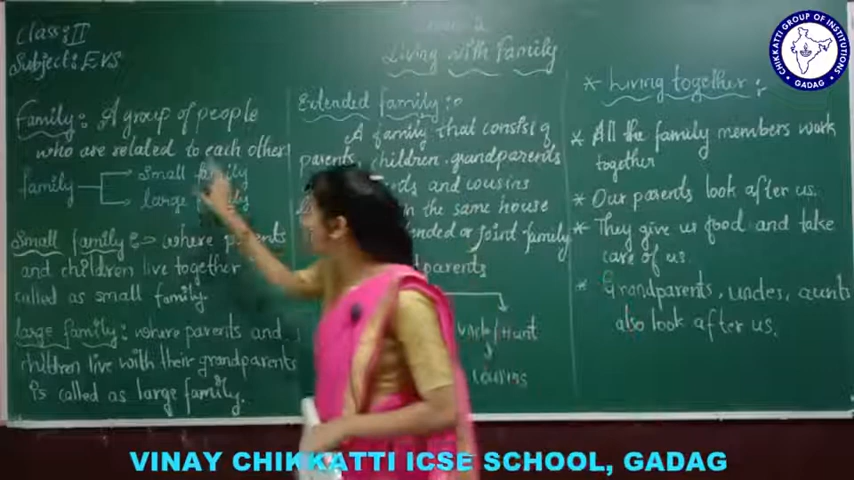 Class: II
Subject: EVS
Living with Family
Family: A group of people
who are related to each other
family
small family
large
Small family :- where parents
and children live together
called as small family.
large family: where parents and
children live with their grandparents
is called as large family.
Extended family :-
A family that consist of
parents, children, grandparents
and cousins
the same house
or joint family
parents
Aunt
cousins
* Living together :-
* All the family members work
together
* Our parents look after us.
* They give us food and take
care of us.
* Grandparents, uncles, aunts
also look after us.
CHIKKATTI GROUP OF INSTITUTIONS
GADAG
VINAY CHIKKATTI ICSE SCHOOL, GADAG